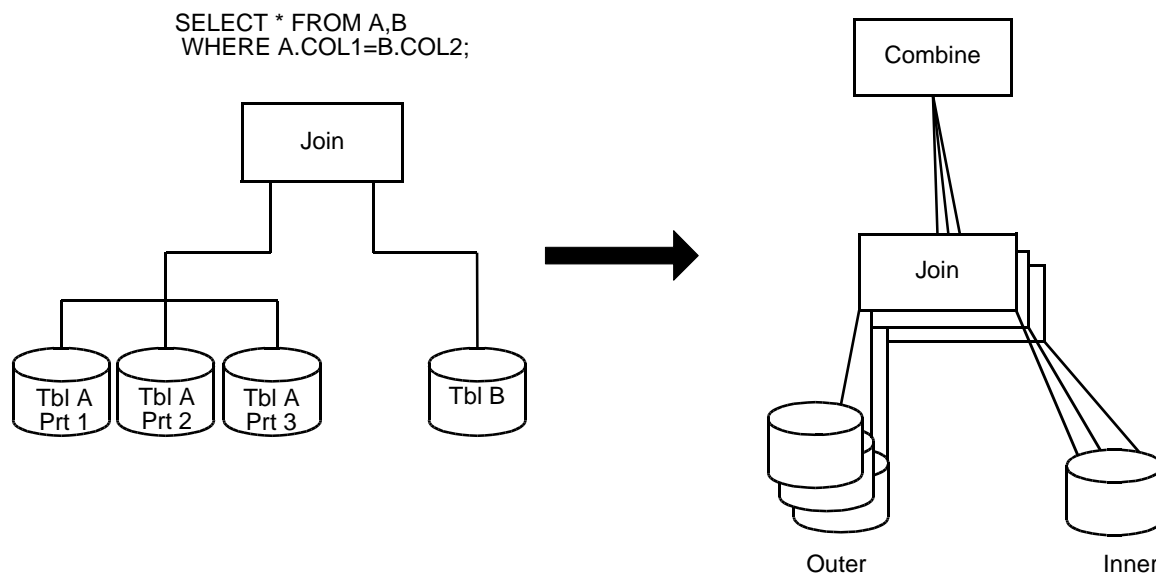 SELECT * FROM A,B
WHERE A.COL1=B.COL2;
Join
Tbl A
Prt 1
Tbl A
Prt 2
Tbl A
Prt 3
Tbl B
Combine
Join
Outer
Inner